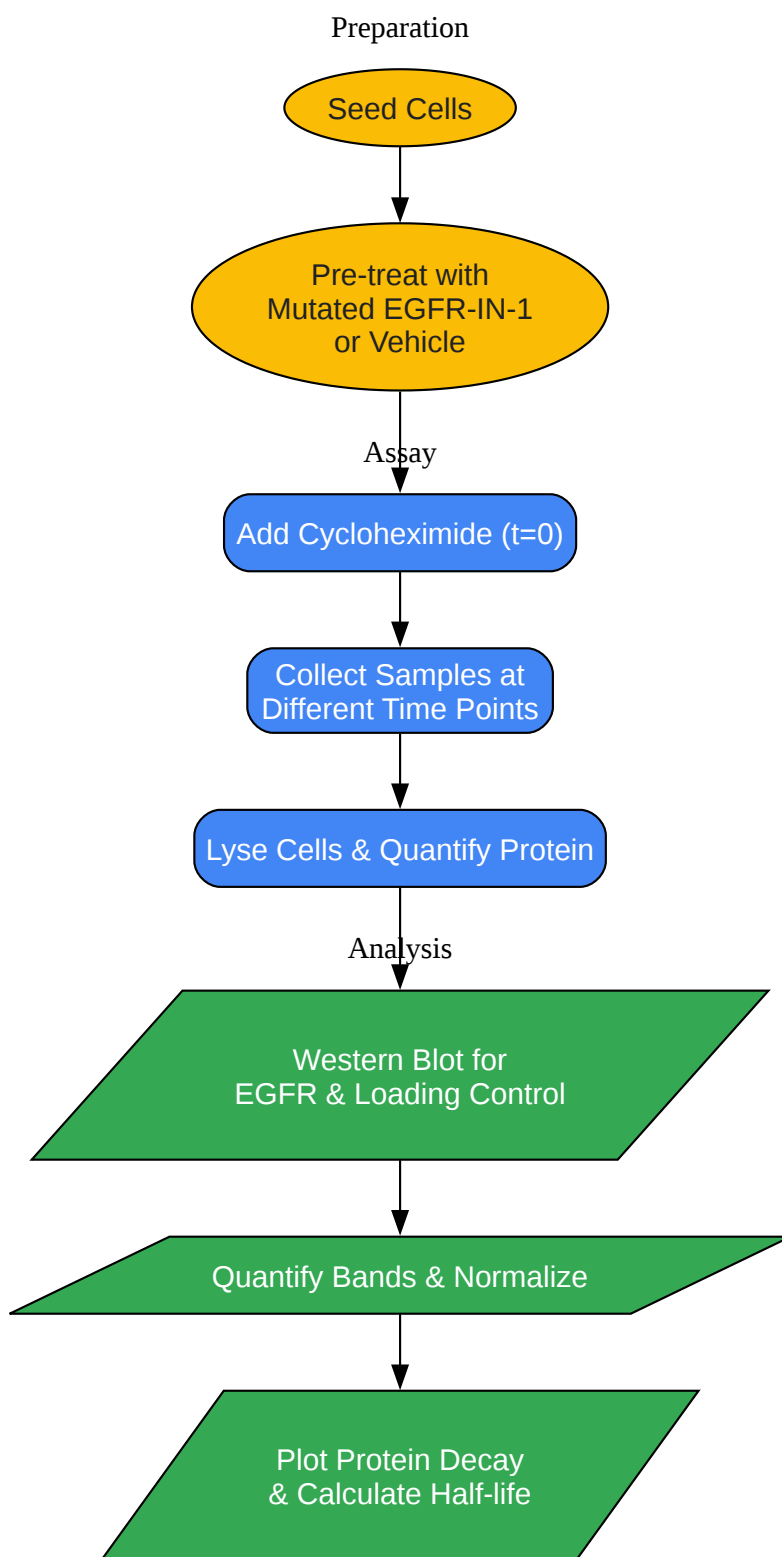 Preparation
Seed Cells
Pre-treat with
Mutated EGFR-IN-1
or Vehicle
Assay
Add Cycloheximide (t=0)
Collect Samples at
Different Time Points
Lyse Cells & Quantify Protein
Analysis
Western Blot for
EGFR & Loading Control
Quantify Bands & Normalize
Plot Protein Decay
& Calculate Half-life